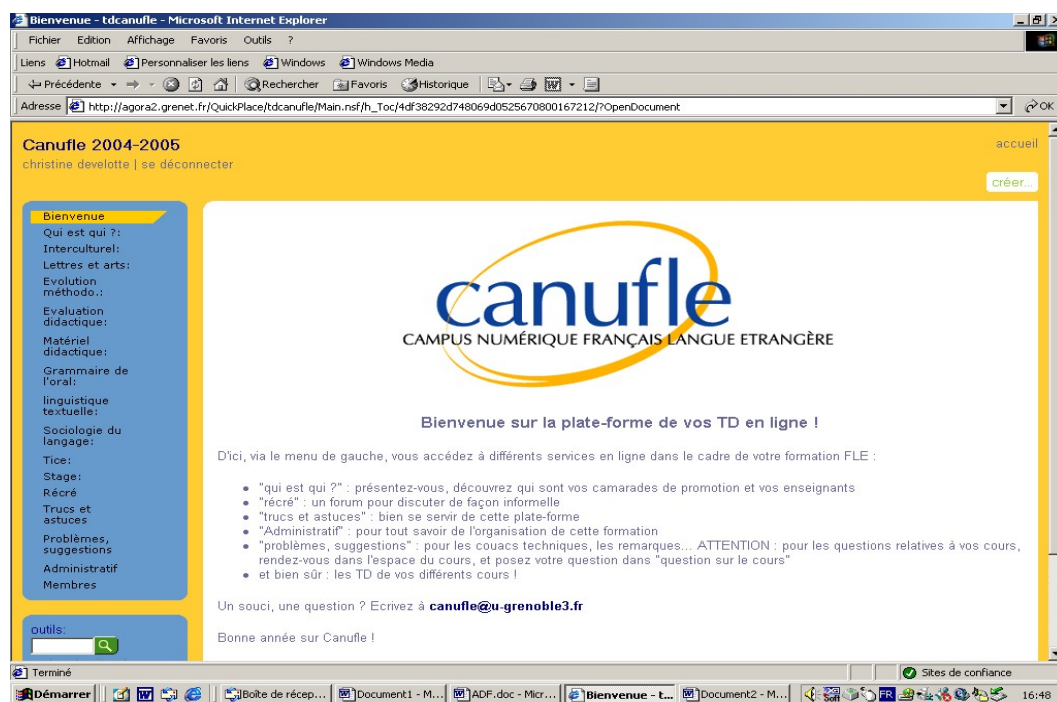 Bienvenue - tdcanufle - Microsoft Internet Explorer
Fichier Edition Affichage Favoris Outils ?
Liens Hotmail Personnaliser les liens Windows Windows Media
Précédente Rechercher Favoris Historique
Adresse http://agora2.grenet.fr/QuickPlace/tdcanufle/Main.nsf/h_Toc/4df38292d748069d0525670800167212/?OpenDocument OK
Canufle 2004-2005
accueil
christine develotte | se déconnecter
créer...
Bienvenue
Qui est qui ?:
Interculturel:
Lettres et arts:
Evolution
méthodo.:
Evaluation
didactique:
Matériel
didactique:
Grammaire de
l'oral:
linguistique
textuelle:
Sociologie du
langage:
Tice:
Stage:
Récré
Trucs et
astuces
Problèmes,
suggestions
Administratif
Membres
outils:
canufle
CAMPUS NUMÉRIQUE FRANÇAIS LANGUE ETRANGÈRE
Bienvenue sur la plate-forme de vos TD en ligne !
D'ici, via le menu de gauche, vous accédez à différents services en ligne dans le cadre de votre formation FLE :
• "qui est qui ?" : présentez-vous, découvrez qui sont vos camarades de promotion et vos enseignants
• "récré" : un forum pour discuter de façon informelle
• "trucs et astuces" : bien se servir de cette plate-forme
• "Administratif" : pour tout savoir de l'organisation de cette formation
• "problèmes, suggestions" : pour les couacs techniques, les remarques... ATTENTION : pour les questions relatives à vos cours,
rendez-vous dans l'espace du cours, et posez votre question dans "question sur le cours"
• et bien sûr : les TD de vos différents cours !
Un souci, une question ? Ecrivez à canufle@u-grenoble3.fr
Bonne année sur Canufle !
Terminé
Sites de confiance
Démarrer Boîte de récep... Document1 - M... ADF.doc - Micr... Bienvenue - t... Document2 - M... FR 16:48